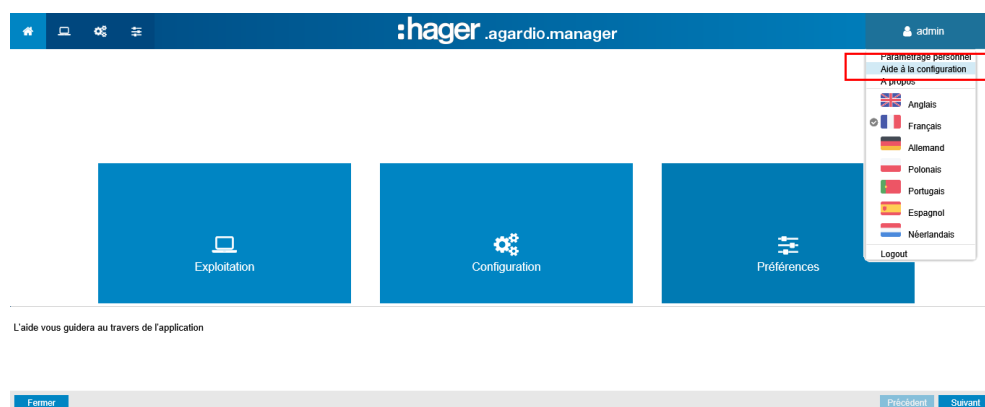 :hager .agardio.manager
admin
Paramétrage personnel
Aide à la configuration
A propos
Anglais
Français
Allemand
Polonais
Portugais
Espagnol
Néerlandais
Logout
Exploitation
Configuration
Préférences
L'aide vous guidera au travers de l'application
Fermer
Précédent
Suivant